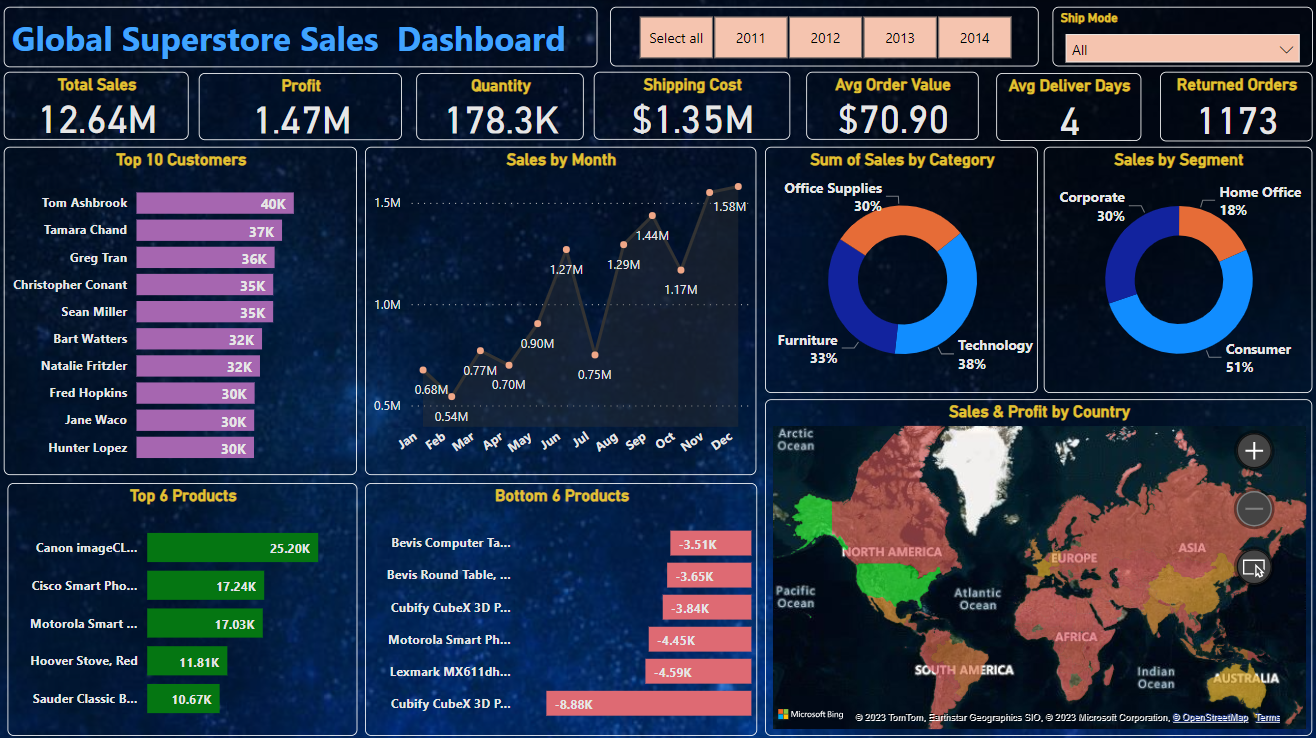 Global Superstore Sales  Dashboard
Select all
2011
2012
2013
2014
Ship Mode
All
Total Sales
12.64M
Profit
1.47M
Quantity
178.3K
Shipping Cost
$1.35M
Avg Order Value
$70.90
Avg Deliver Days
4
Returned Orders
1173
Top 10 Customers
Tom Ashbrook 40K
Tamara Chand 37K
Greg Tran 36K
Christopher Conant 35K
Sean Miller 35K
Bart Watters 32K
Natalie Fritzler 32K
Fred Hopkins 30K
Jane Waco 30K
Hunter Lopez 30K
Sales by Month
1.5M
1.0M
0.5M
0.68M
0.54M
0.77M
0.70M
0.90M
1.27M
0.75M
1.29M
1.44M
1.17M
1.58M
Jan
Feb
Mar
Apr
May
Jun
Jul
Aug
Sep
Oct
Nov
Dec
Sum of Sales by Category
Office Supplies
30%
Furniture
33%
Technology
38%
Sales by Segment
Corporate
30%
Home Office
18%
Consumer
51%
Top 6 Products
Canon imageCL... 25.20K
Cisco Smart Pho... 17.24K
Motorola Smart ... 17.03K
Hoover Stove, Red 11.81K
Sauder Classic B... 10.67K
Bottom 6 Products
Bevis Computer Ta... -3.51K
Bevis Round Table, ... -3.65K
Cubify CubeX 3D P... -3.84K
Motorola Smart Ph... -4.45K
Lexmark MX611dh... -4.59K
Cubify CubeX 3D P... -8.88K
Sales & Profit by Country
Arctic
Ocean
NORTH AMERICA
EUROPE
ASIA
Pacific
Ocean
Atlantic
Ocean
AFRICA
SOUTH AMERICA
Indian
Ocean
AUSTRALIA
Microsoft Bing
© 2023 TomTom, Earthstar Geographics SIO, © 2023 Microsoft Corporation, © OpenStreetMap Terms